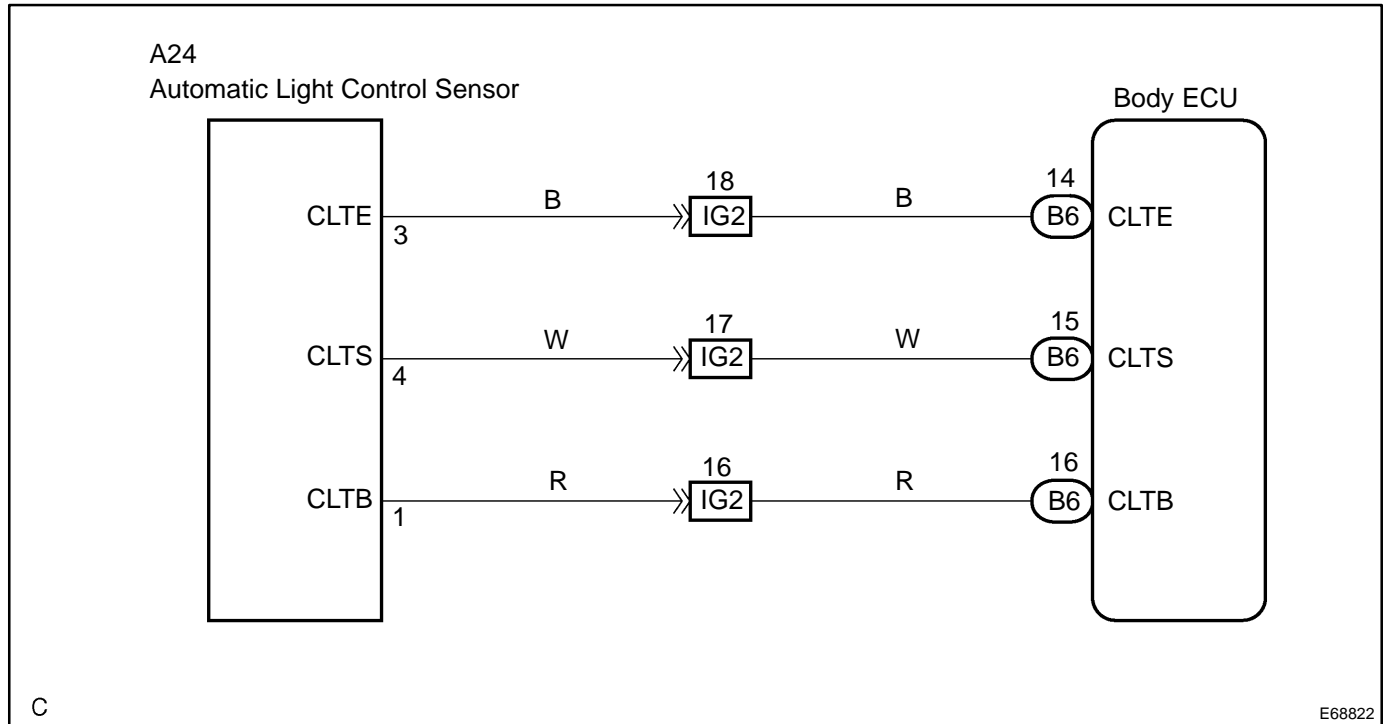 A24
Automatic Light Control Sensor
Body ECU
CLTE 3 B 18 IG2 B 14 B6 CLTE
CLTS 4 W 17 IG2 W 15 B6 CLTS
CLTB 1 R 16 IG2 R 16 B6 CLTB
C
E68822